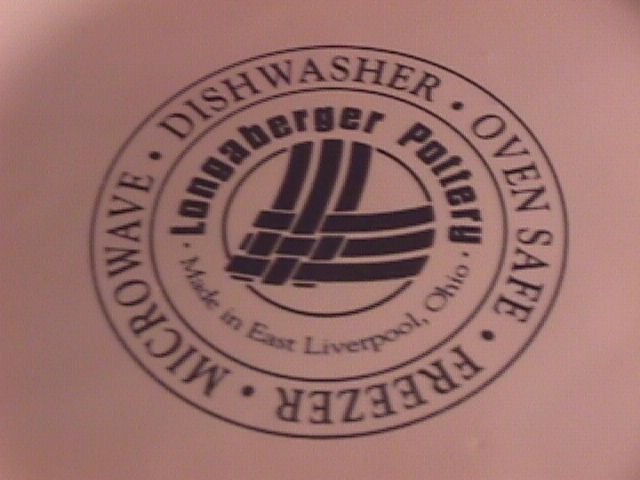 MICROWAVE • DISHWASHER • OVEN SAFE • FREEZER •
Longaberger Pottery
• Made in East Liverpool, Ohio •